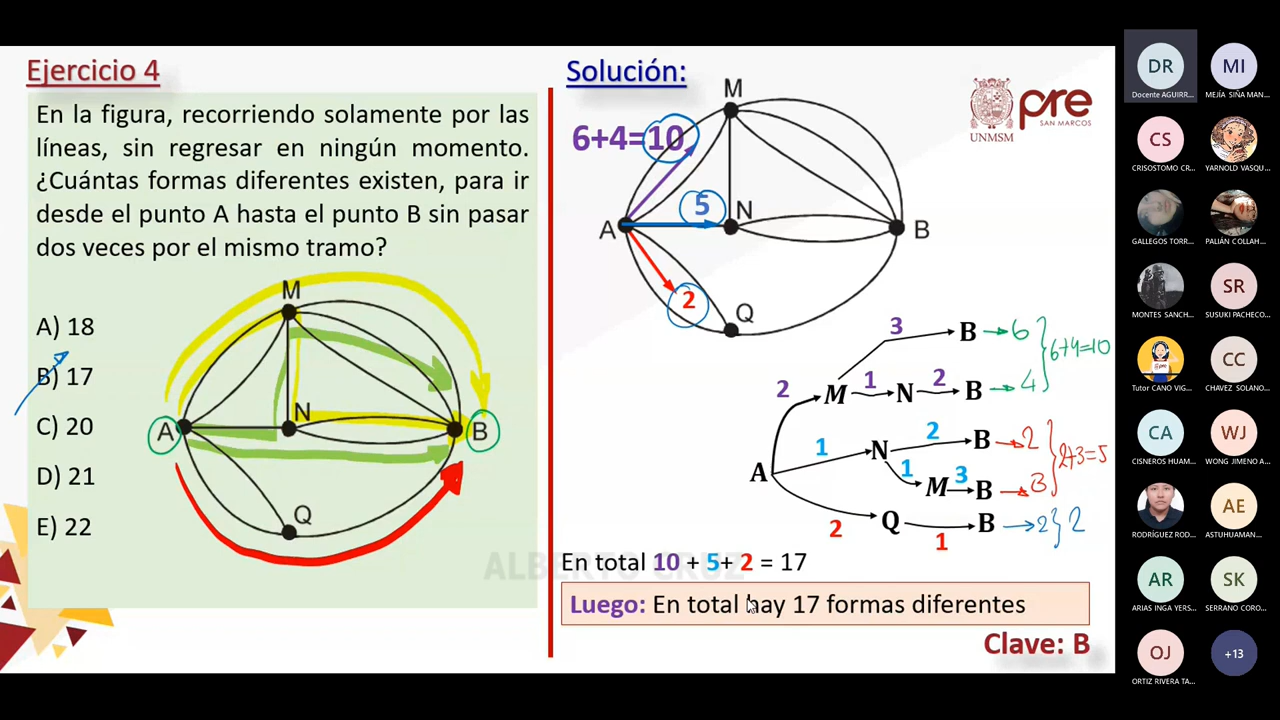 Ejercicio 4
En la figura, recorriendo solamente por las
líneas, sin regresar en ningún momento.
¿Cuántas formas diferentes existen, para ir
desde el punto A hasta el punto B sin pasar
dos veces por el mismo tramo?
A) 18
B) 17
C) 20
D) 21
E) 22
M
A
N
B
Q
Solución:
M
6+4=10
5
N
A
B
2
Q
pre
SAN MARCOS
UNMSM
3
B → 6
6+4=10
2
M
1
N
2
B → 4
A
1
N
2
B → 2
2+3=5
1
M
3
B → 3
2
Q
1
B → 2
2
ALBERTO CRUZ
En total 10 + 5+ 2 = 17
Luego: En total hay 17 formas diferentes
Clave: B
DR
Docente AGUIRR...
MI
MEJÍA SIÑA MAN...
CS
CRISOSTOMO CR...
YARNOLD VASQU...
GALLEGOS TORR...
PALIÁN COLLAH...
MONTES SANCH...
SR
SUSUKI PACHECO...
Tutor CANO VIG...
CC
CHAVEZ SOLANO...
CA
CISNEROS HUAM...
WJ
WONG JIMENO A...
RODRÍGUEZ ROD...
AE
ASTUHUAMAN...
AR
ARIAS INGA YERS...
SK
SERRANO CORO...
OJ
ORTIZ RIVERA TA...
+13